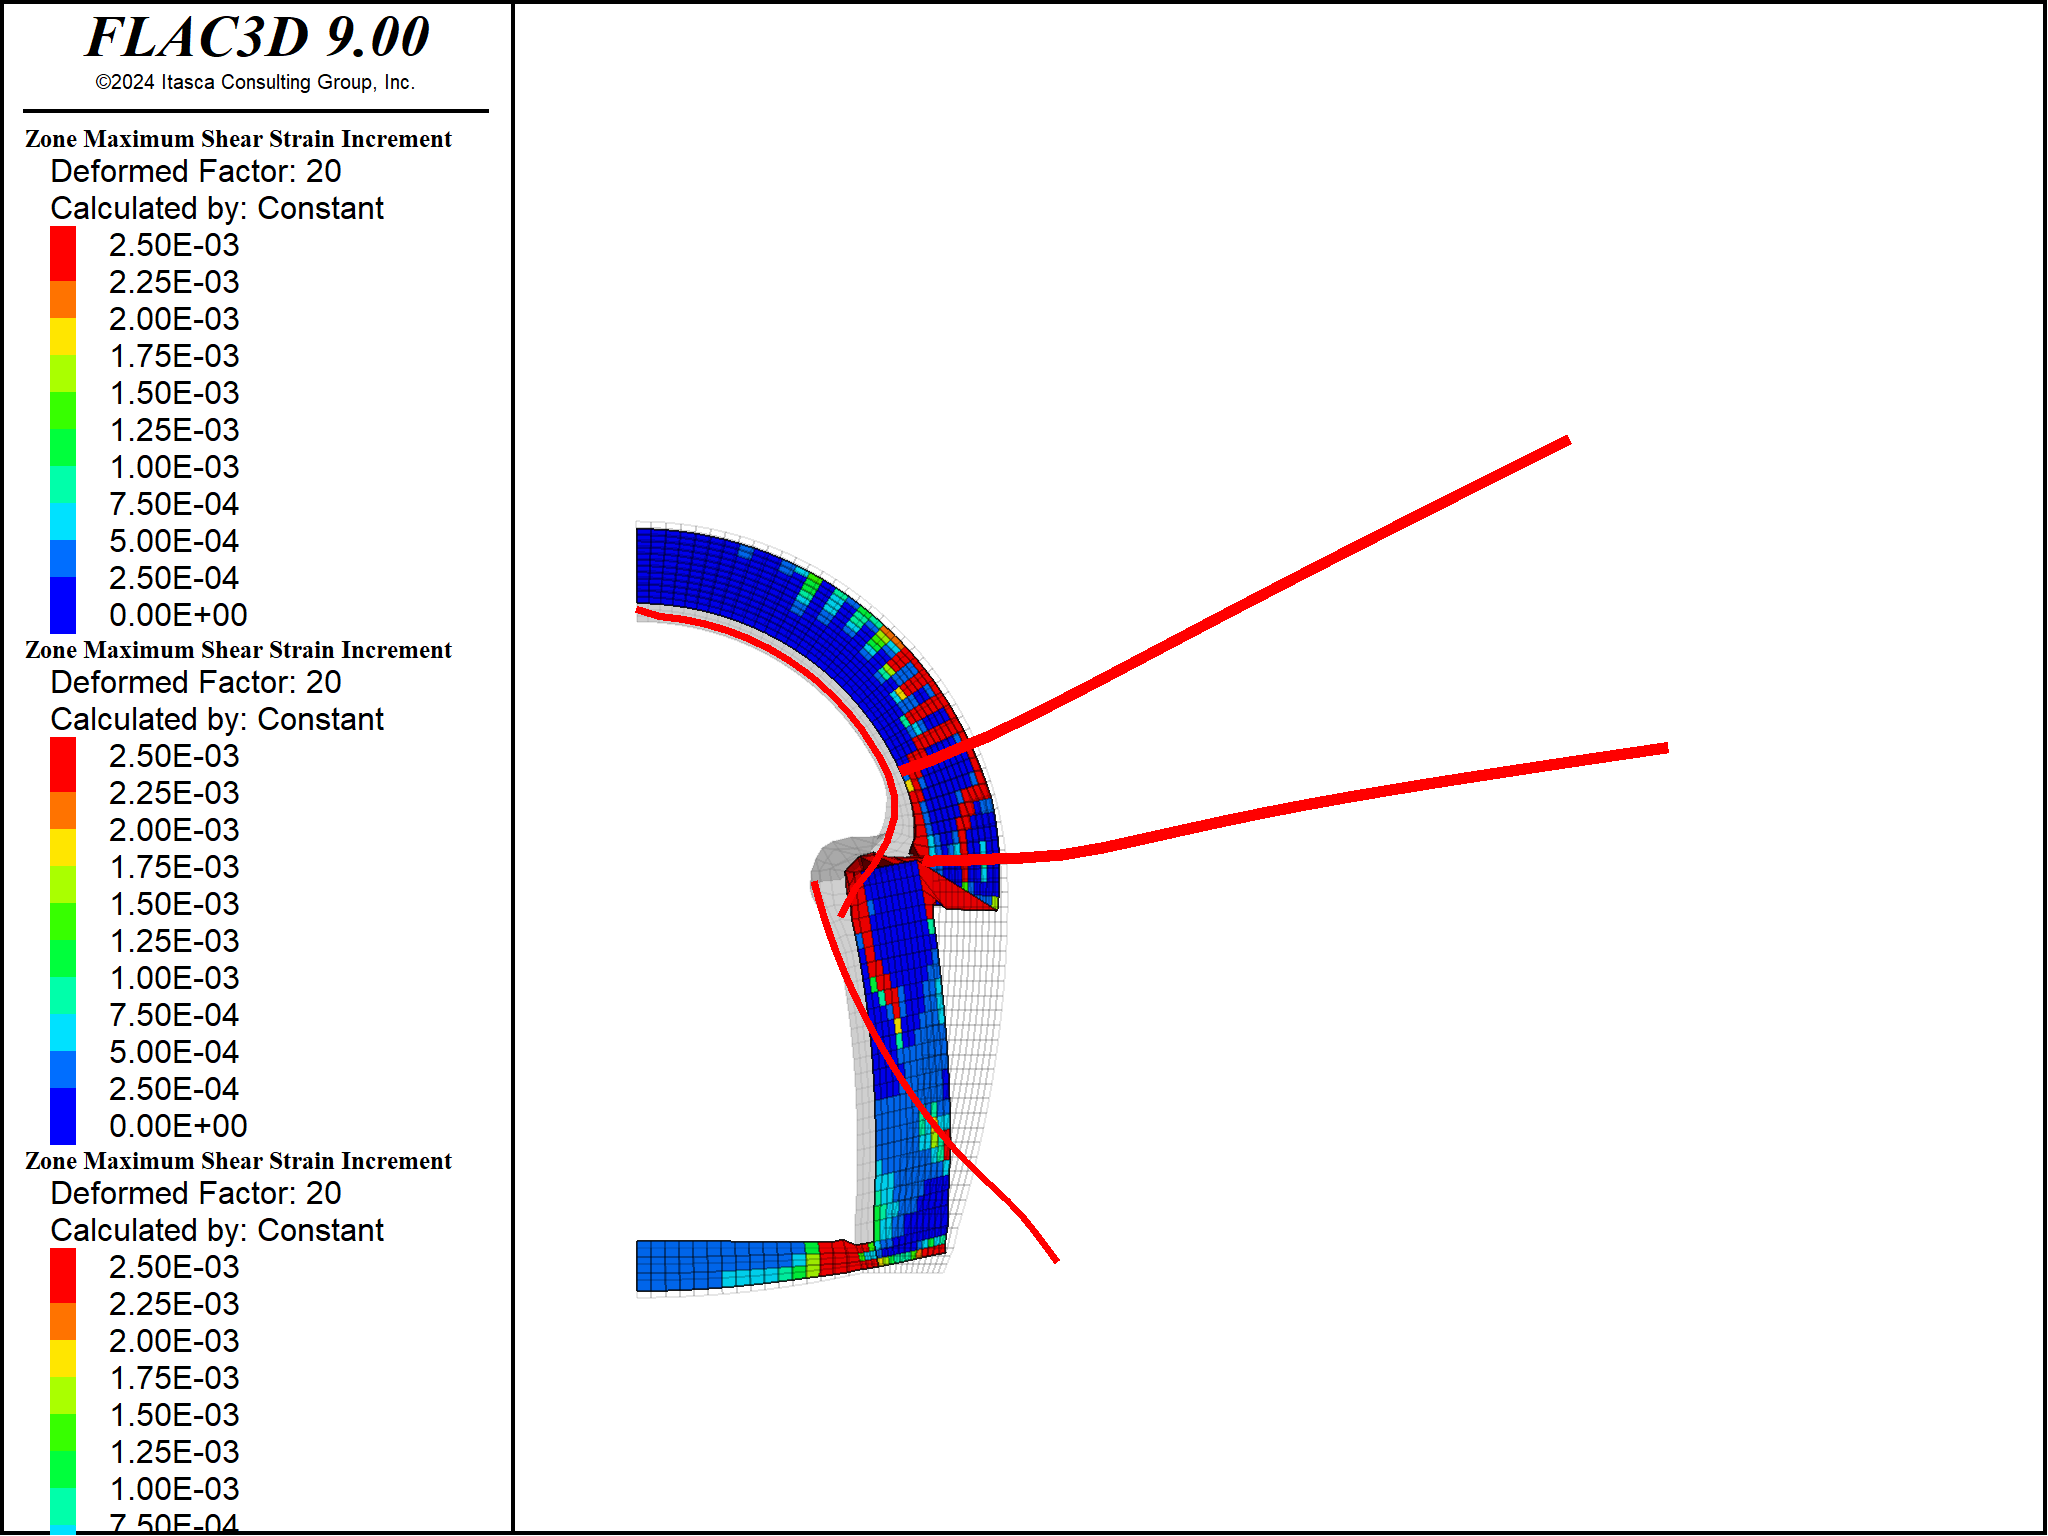 FLAC3D 9.00
©2024 Itasca Consulting Group, Inc.
Zone Maximum Shear Strain Increment
Deformed Factor: 20
Calculated by: Constant
2.50E-03
2.25E-03
2.00E-03
1.75E-03
1.50E-03
1.25E-03
1.00E-03
7.50E-04
5.00E-04
2.50E-04
0.00E+00
Zone Maximum Shear Strain Increment
Deformed Factor: 20
Calculated by: Constant
2.50E-03
2.25E-03
2.00E-03
1.75E-03
1.50E-03
1.25E-03
1.00E-03
7.50E-04
5.00E-04
2.50E-04
0.00E+00
Zone Maximum Shear Strain Increment
Deformed Factor: 20
Calculated by: Constant
2.50E-03
2.25E-03
2.00E-03
1.75E-03
1.50E-03
1.25E-03
1.00E-03
7.50E-04